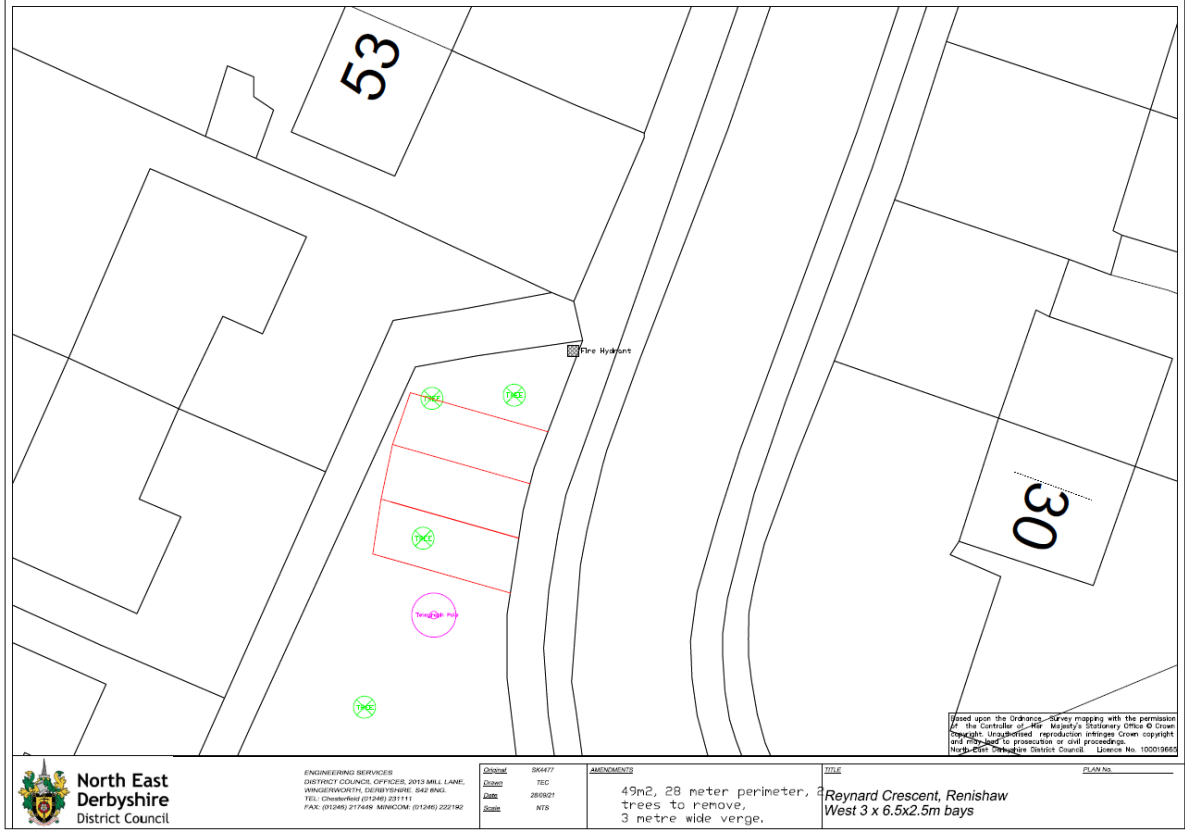 53
Fire Hydrant
TREE
TREE
TREE
Telegraph Pole
TREE
30
Based upon the Ordnance Survey mapping with the permission
of the Controller of Her Majesty's Stationery Office © Crown
copyright. Unauthorised reproduction infringes Crown copyright
and may lead to prosecution or civil proceedings.
North East Derbyshire District Council Licence No. 100019665
North East
Derbyshire
District Council
ENGINEERING SERVICES
DISTRICT COUNCIL OFFICES, 2013 MILL LANE,
WINGERWORTH, DERBYSHIRE. S42 6NG.
TEL: Chesterfield (01246) 231111
FAX: (01246) 217449 MINICOM: (01246) 222192
Original SK4477
Drawn TEC
Date 28/09/21
Scale NTS
AMENDMENTS
49m2, 28 meter perimeter, 2
trees to remove,
3 metre wide verge.
TITLE
Reynard Crescent, Renishaw
West 3 x 6.5x2.5m bays
PLAN No.